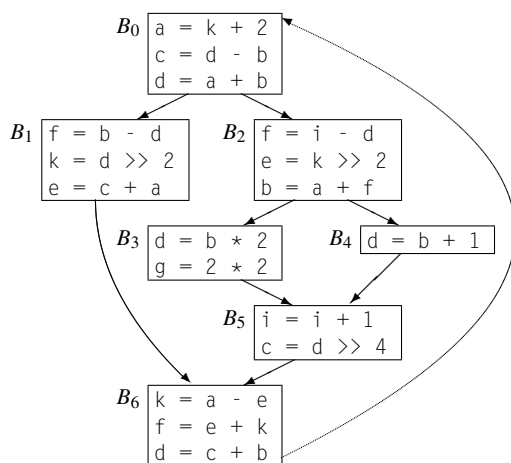 B0
a = k + 2
c = d - b
d = a + b
B1
f = b - d
k = d >> 2
e = c + a
B2
f = i - d
e = k >> 2
b = a + f
B3
d = b * 2
g = 2 * 2
B4
d = b + 1
B5
i = i + 1
c = d >> 4
B6
k = a - e
f = e + k
d = c + b